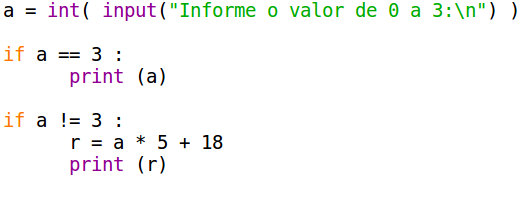 a = int( input("Informe o valor de 0 a 3:\n") )
if a == 3 :
print (a)
if a != 3 :
r = a * 5 + 18
print (r)